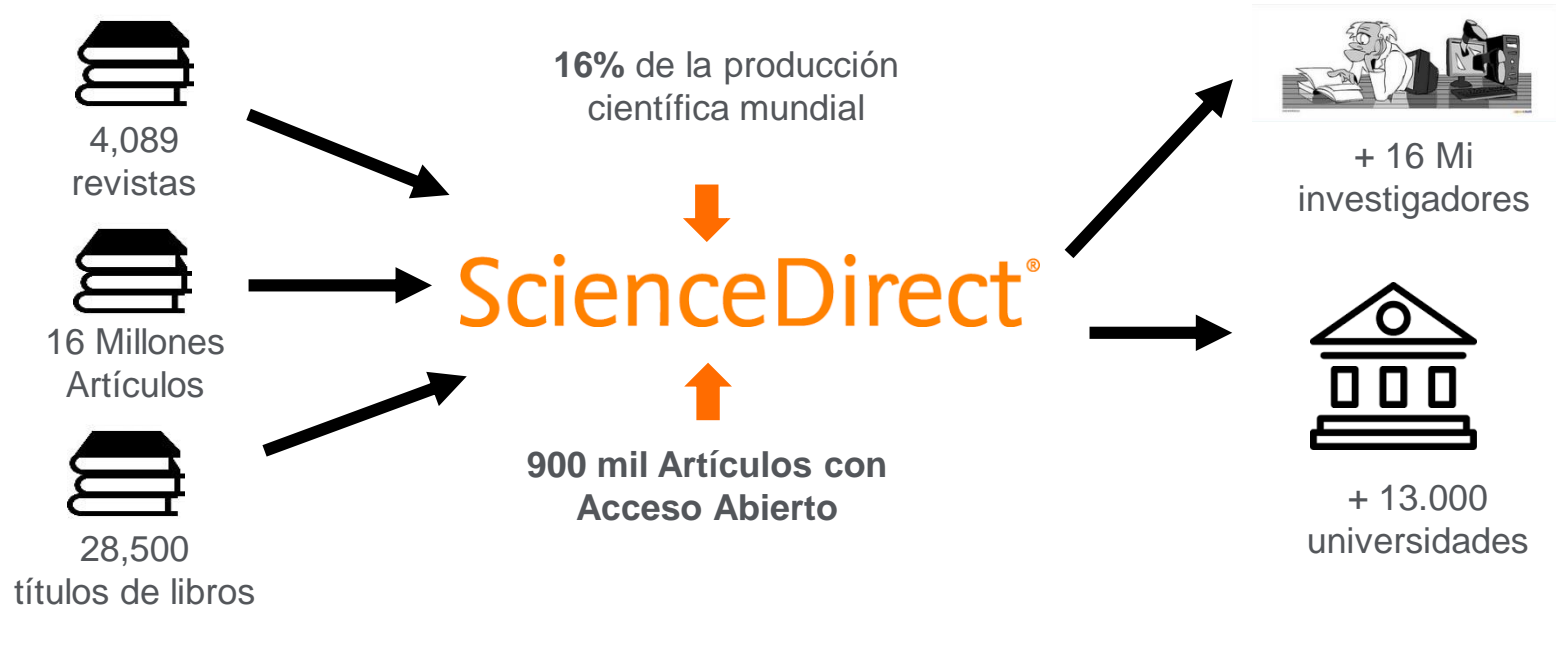 4,089
revistas
16 Millones
Artículos
28,500
títulos de libros
16% de la producción
científica mundial
ScienceDirect®
900 mil Artículos con
Acceso Abierto
+ 16 Mi
investigadores
+ 13.000
universidades